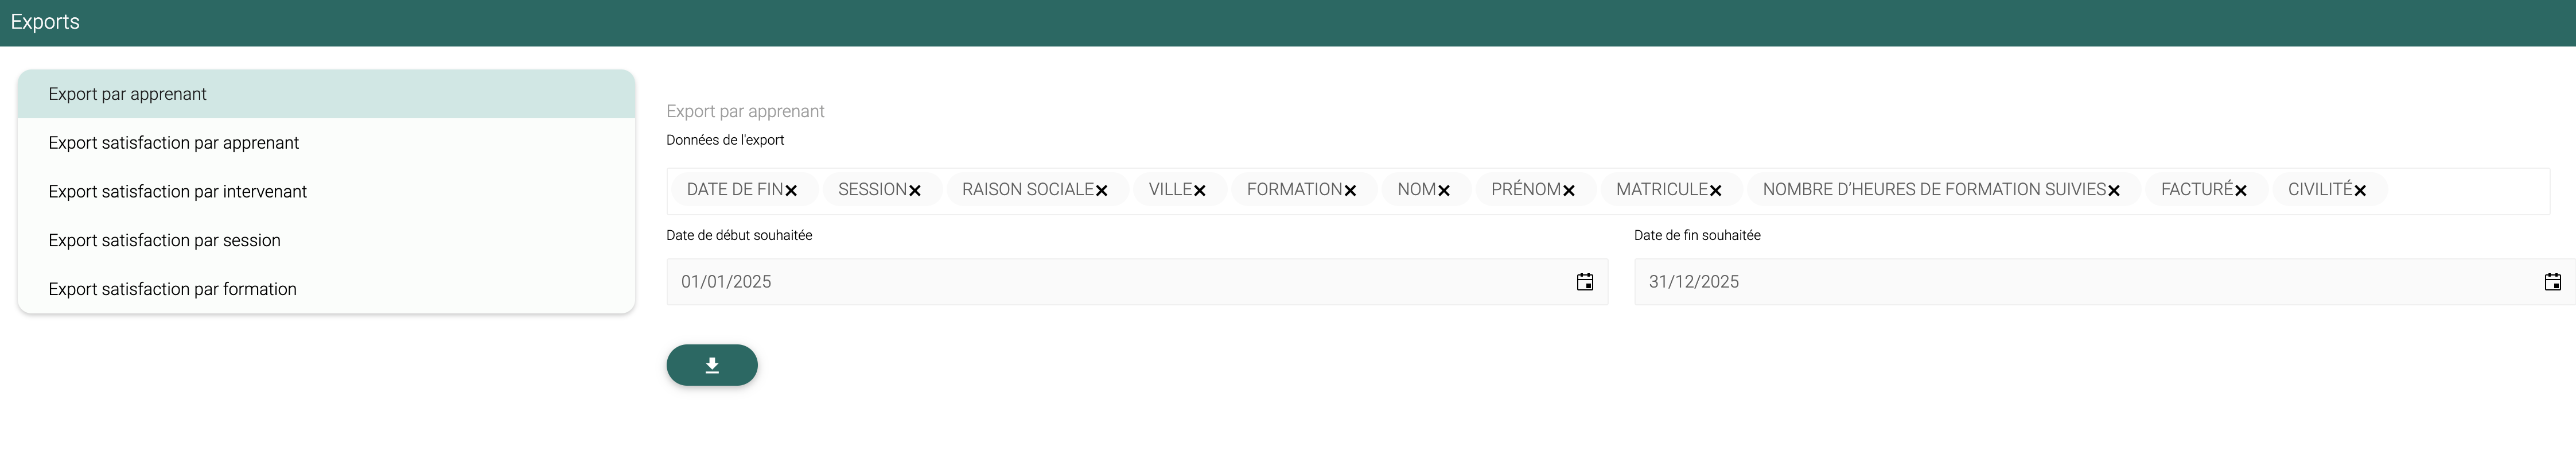 Exports
Export par apprenant
Export satisfaction par apprenant
Export satisfaction par intervenant
Export satisfaction par session
Export satisfaction par formation
Export par apprenant
Données de l'export
DATE DE FIN SESSION RAISON SOCIALE VILLE FORMATION NOM PRÉNOM MATRICULE NOMBRE D’HEURES DE FORMATION SUIVIES FACTURÉ CIVILITÉ
Date de début souhaitée Date de fin souhaitée
01/01/2025 31/12/2025